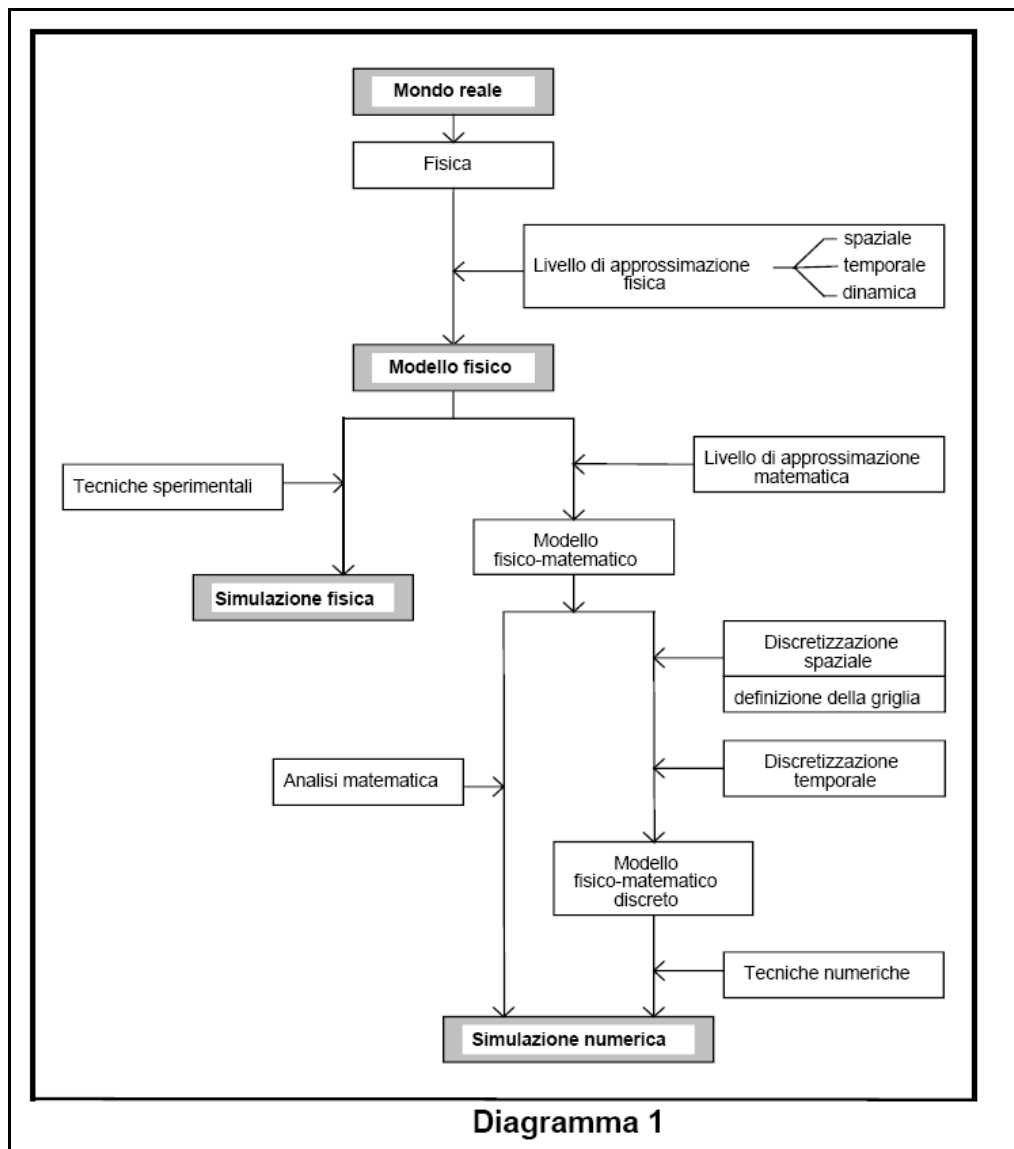 Mondo reale
Fisica
Livello di approssimazione
fisica
spaziale
temporale
dinamica
Modello fisico
Tecniche sperimentali
Livello di approssimazione
matematica
Modello
fisico-matematico
Simulazione fisica
Discretizzazione
spaziale
definizione della griglia
Analisi matematica
Discretizzazione
temporale
Modello
fisico-matematico
discreto
Tecniche numeriche
Simulazione numerica
Diagramma 1